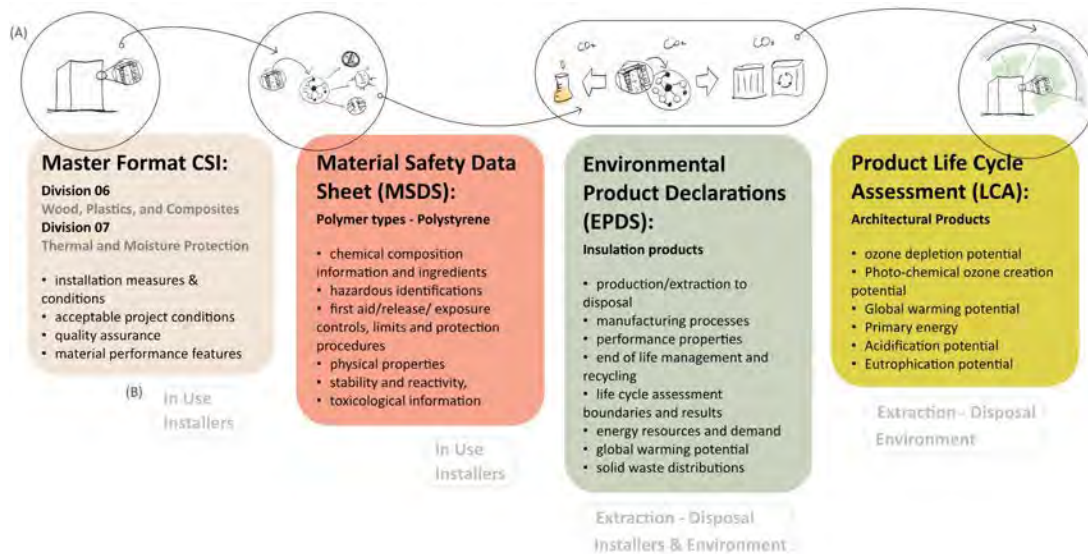 (A)
CO₂
CO₂
CO₂
Master Format CSI:
Division 06
Wood, Plastics, and Composites
Division 07
Thermal and Moisture Protection
• installation measures &
conditions
• acceptable project conditions
• quality assurance
• material performance features
(B)
In Use
Installers
Material Safety Data
Sheet (MSDS):
Polymer types - Polystyrene
• chemical composition
information and ingredients
• hazardous identifications
• first aid/release/ exposure
controls, limits and protection
procedures
• physical properties
• stability and reactivity,
• toxicological information
In Use
Installers
Environmental
Product Declarations
(EPDS):
Insulation products
• production/extraction to
disposal
• manufacturing processes
• performance properties
• end of life management and
recycling
• life cycle assessment
boundaries and results
• energy resources and demand
• global warming potential
• solid waste distributions
Extraction - Disposal
Installers & Environment
Product Life Cycle
Assessment (LCA):
Architectural Products
• ozone depletion potential
• Photo-chemical ozone creation
potential
• Global warming potential
• Primary energy
• Acidification potential
• Eutrophication potential
Extraction - Disposal
Environment